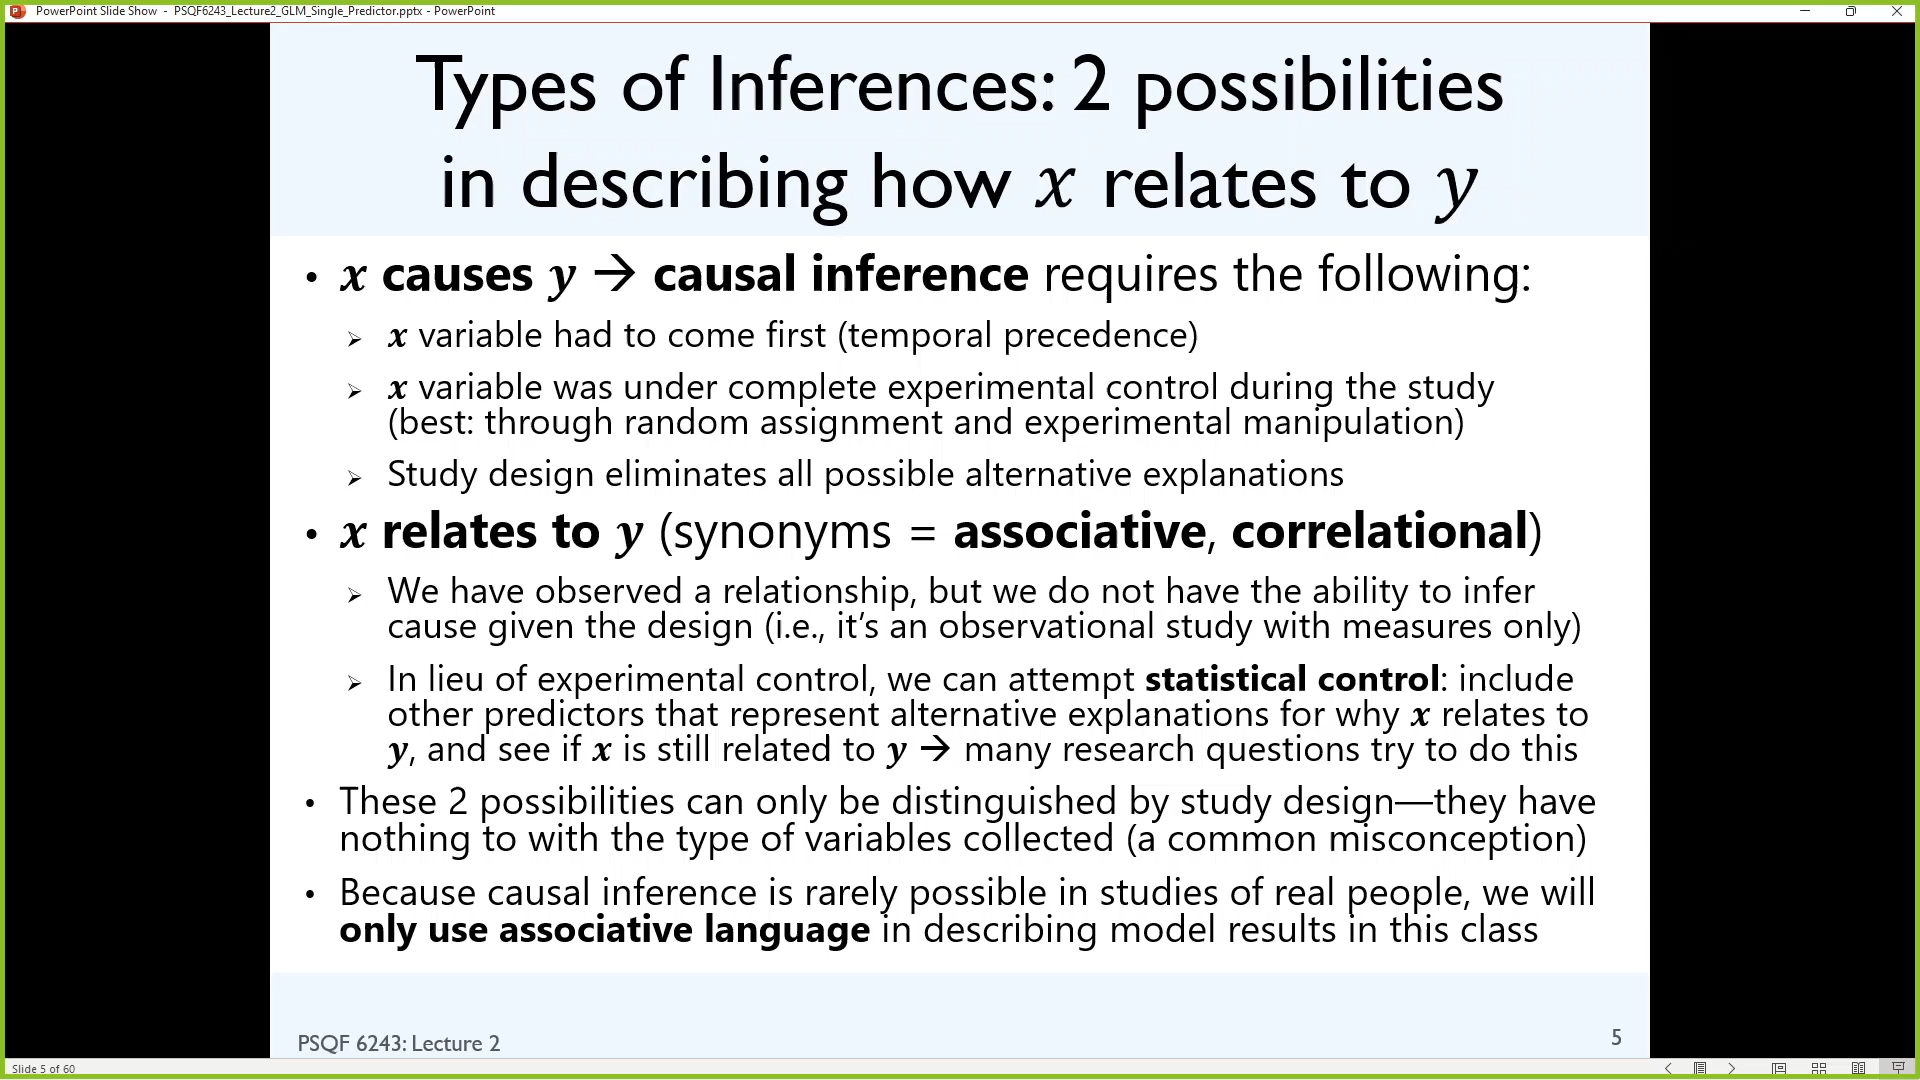 PowerPoint Slide Show - PSQF6243_Lecture2_GLM_Single_Predictor.pptx - PowerPoint
Types of Inferences: 2 possibilities
in describing how x relates to y
• x causes y → causal inference requires the following:
➢ x variable had to come first (temporal precedence)
➢ x variable was under complete experimental control during the study
(best: through random assignment and experimental manipulation)
➢ Study design eliminates all possible alternative explanations
• x relates to y (synonyms = associative, correlational)
➢ We have observed a relationship, but we do not have the ability to infer
cause given the design (i.e., it’s an observational study with measures only)
➢ In lieu of experimental control, we can attempt statistical control: include
other predictors that represent alternative explanations for why x relates to
y, and see if x is still related to y → many research questions try to do this
• These 2 possibilities can only be distinguished by study design—they have
nothing to with the type of variables collected (a common misconception)
• Because causal inference is rarely possible in studies of real people, we will
only use associative language in describing model results in this class
PSQF 6243: Lecture 2
5
Slide 5 of 60